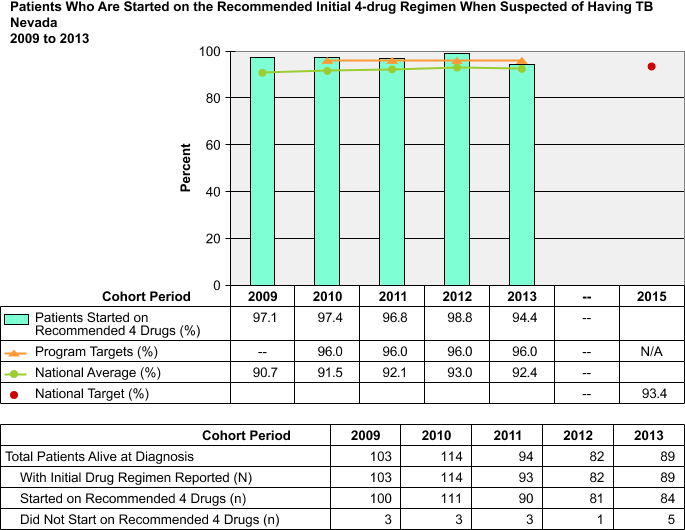 Patients Who Are Started on the Recommended Initial 4-drug Regimen When Suspected of Having TB
Nevada
2009 to 2013
100
80
60
40
20
0
Percent
Cohort Period 2009 2010 2011 2012 2013 -- 2015
Patients Started on
Recommended 4 Drugs (%) 97.1 97.4 96.8 98.8 94.4 --
Program Targets (%) -- 96.0 96.0 96.0 96.0 -- N/A
National Average (%) 90.7 91.5 92.1 93.0 92.4 --
National Target (%) -- 93.4
Cohort Period 2009 2010 2011 2012 2013
Total Patients Alive at Diagnosis 103 114 94 82 89
With Initial Drug Regimen Reported (N) 103 114 93 82 89
Started on Recommended 4 Drugs (n) 100 111 90 81 84
Did Not Start on Recommended 4 Drugs (n) 3 3 3 1 5